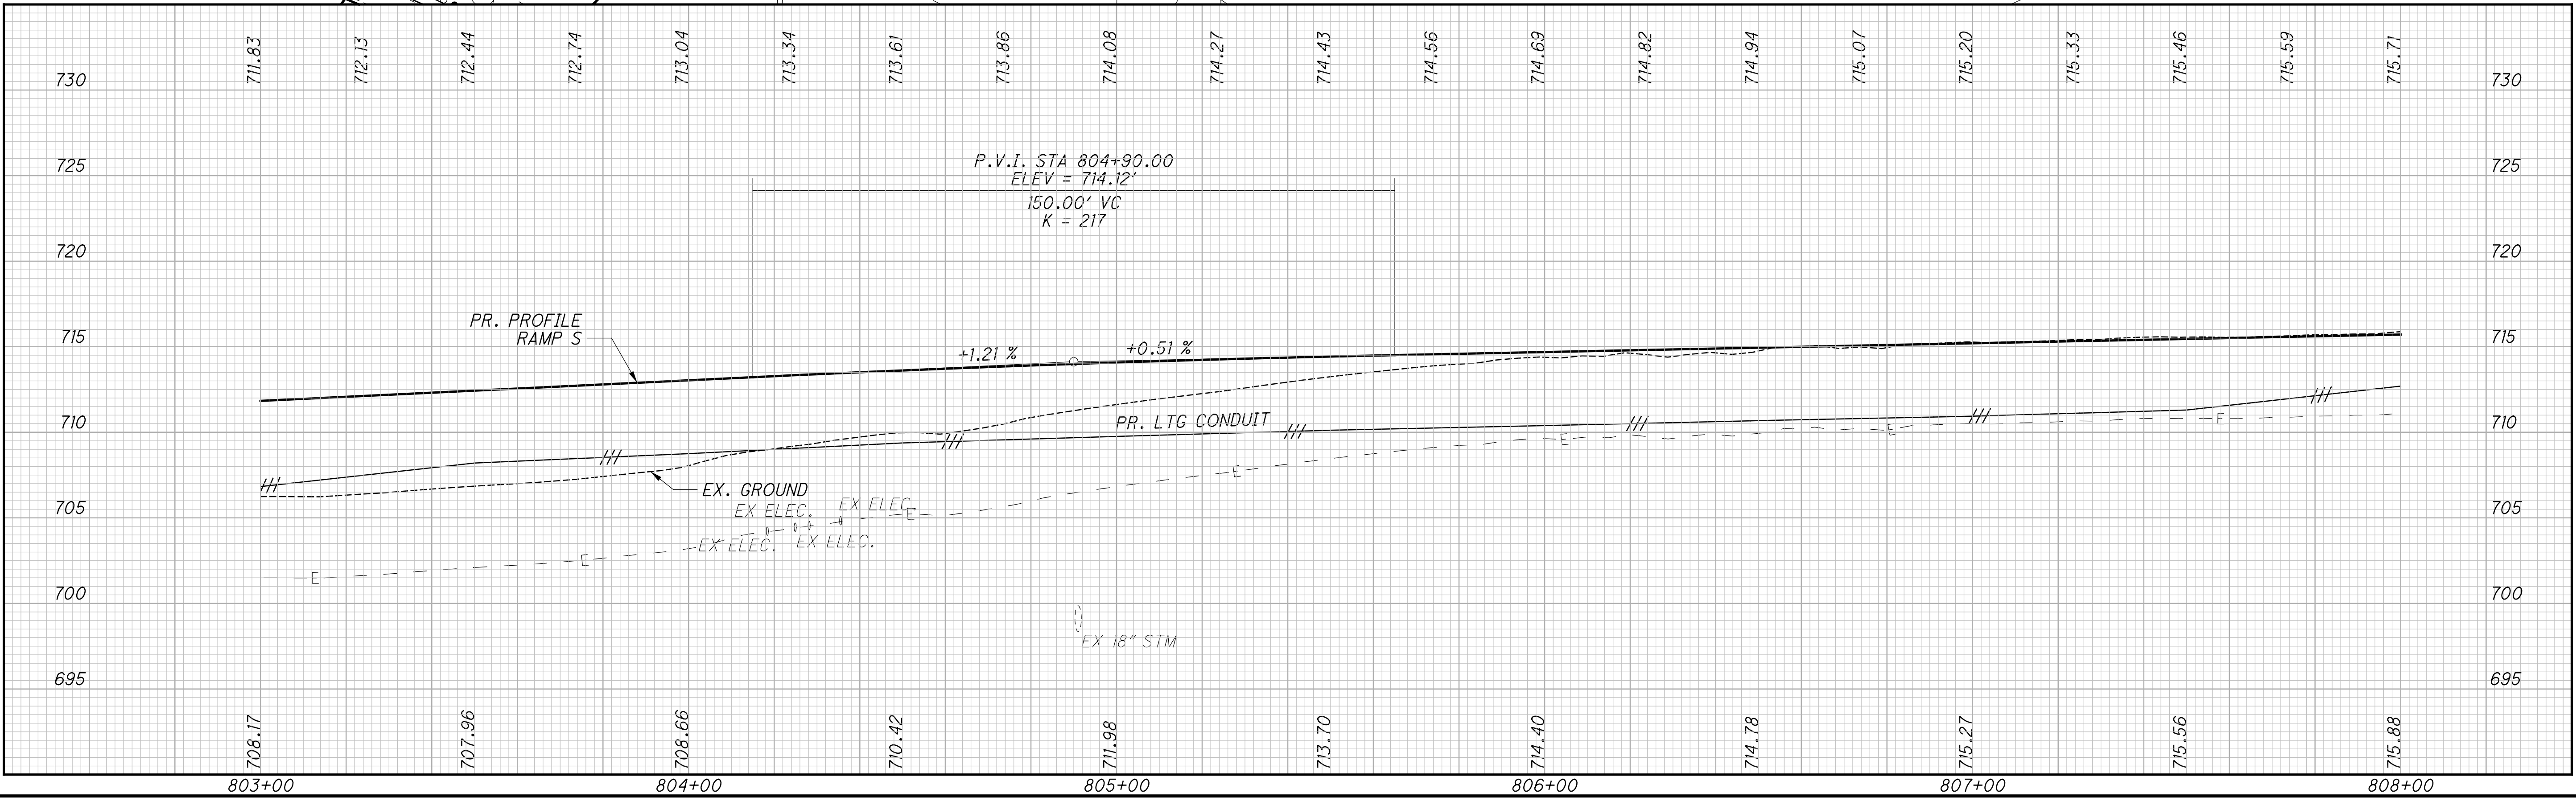 711.83 712.13 712.44 712.74 713.04 713.34 713.61 713.86 714.08 714.27 714.43 714.56 714.69 714.82 714.94 715.07 715.20 715.33 715.46 715.59 715.71
730 730
P.V.I. STA 804+90.00
725 725
ELEV = 714.12'
150.00' VC
K = 217
720 720
PR. PROFILE
RAMP S
715 715
+1.21 % +0.51 %
710 PR. LTG CONDUIT 710
EX. GROUND
705 EX ELEC. EX ELEC. 705
EX ELEC. EX ELEC.
E E E E E E E
700 700
EX 18" STM
695 695
708.17 707.96 708.66 710.42 711.98 713.70 714.40 714.78 715.27 715.56 715.88
803+00 804+00 805+00 806+00 807+00 808+00